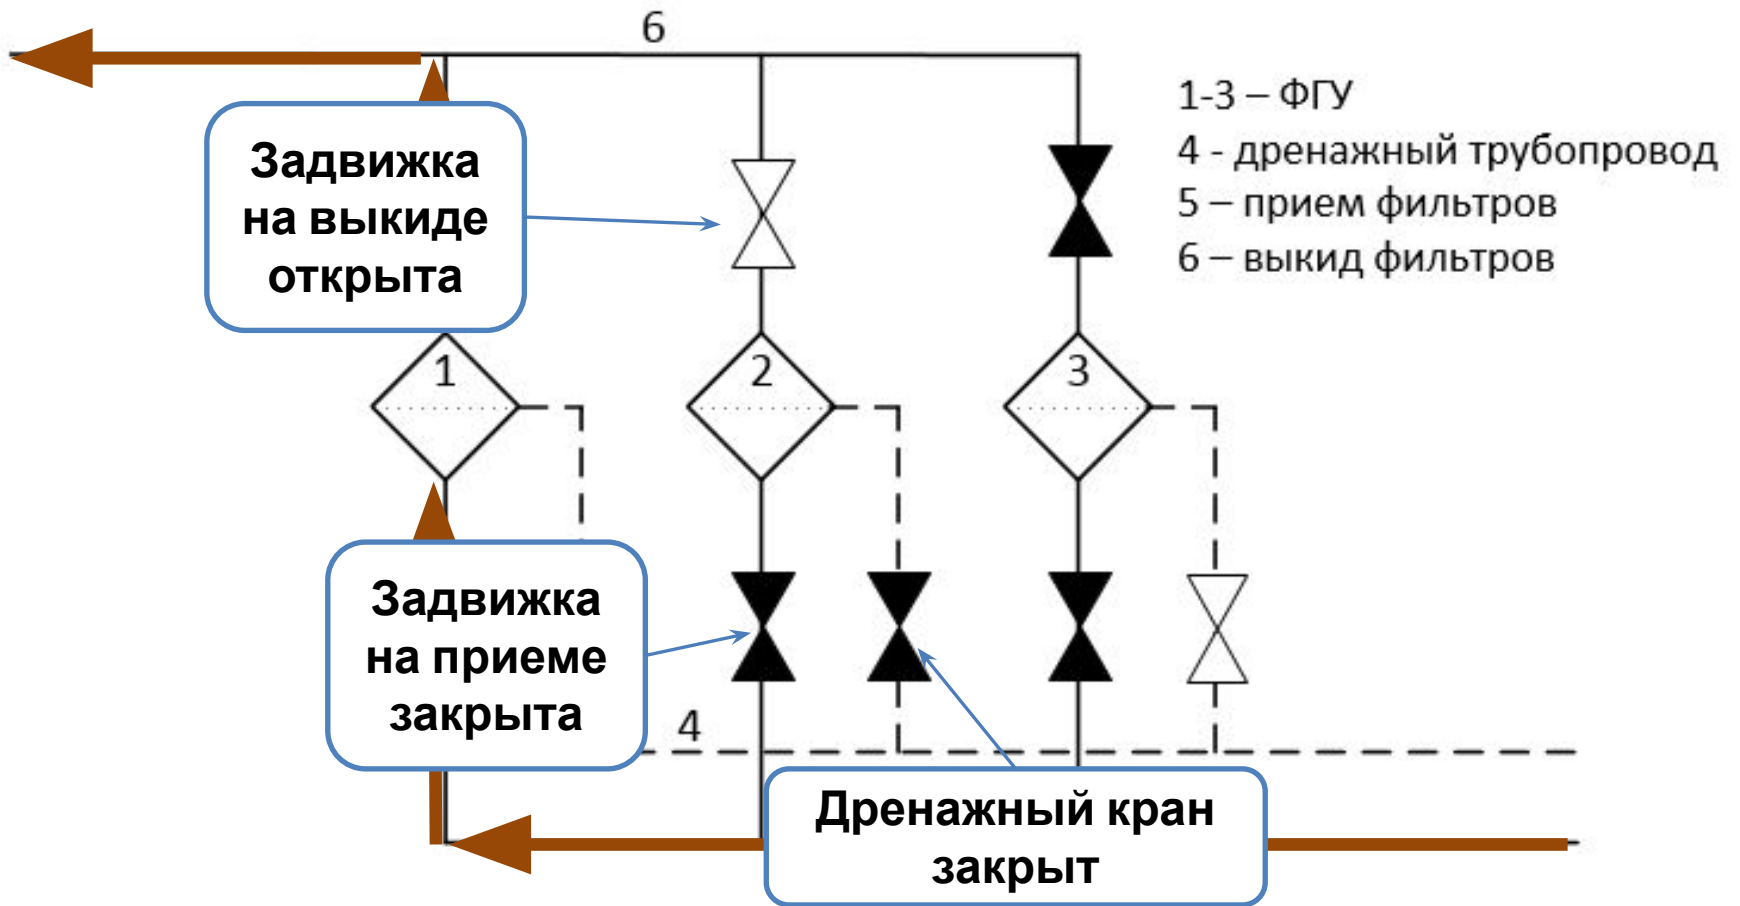 6
1-3 – ФГУ
4 - дренажный трубопровод
5 – прием фильтров
6 – выкид фильтров
Задвижка
на выкиде
открыта
1
2
3
Задвижка
на приеме
закрыта
4
Дренажный кран
закрыт